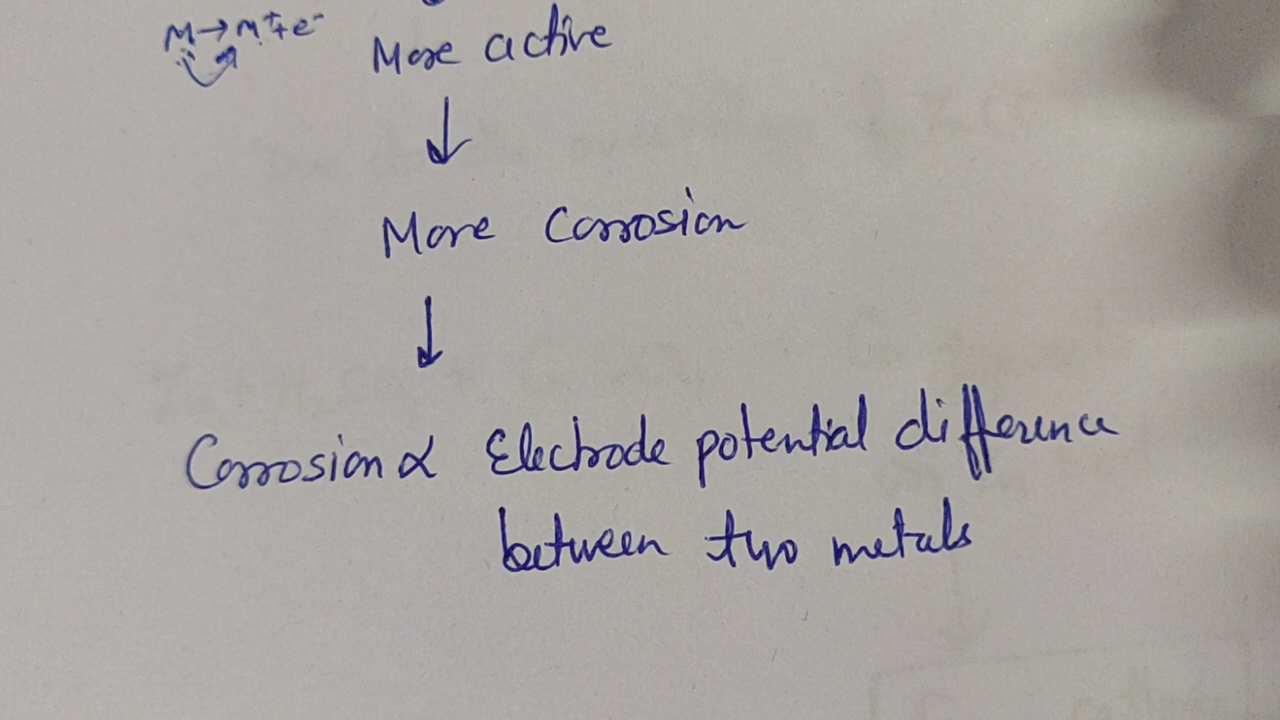 M→M⁺+e⁻
More active
↓
More Corrosion
↓
Corrosion ∝ Electrode potential difference
between two metals